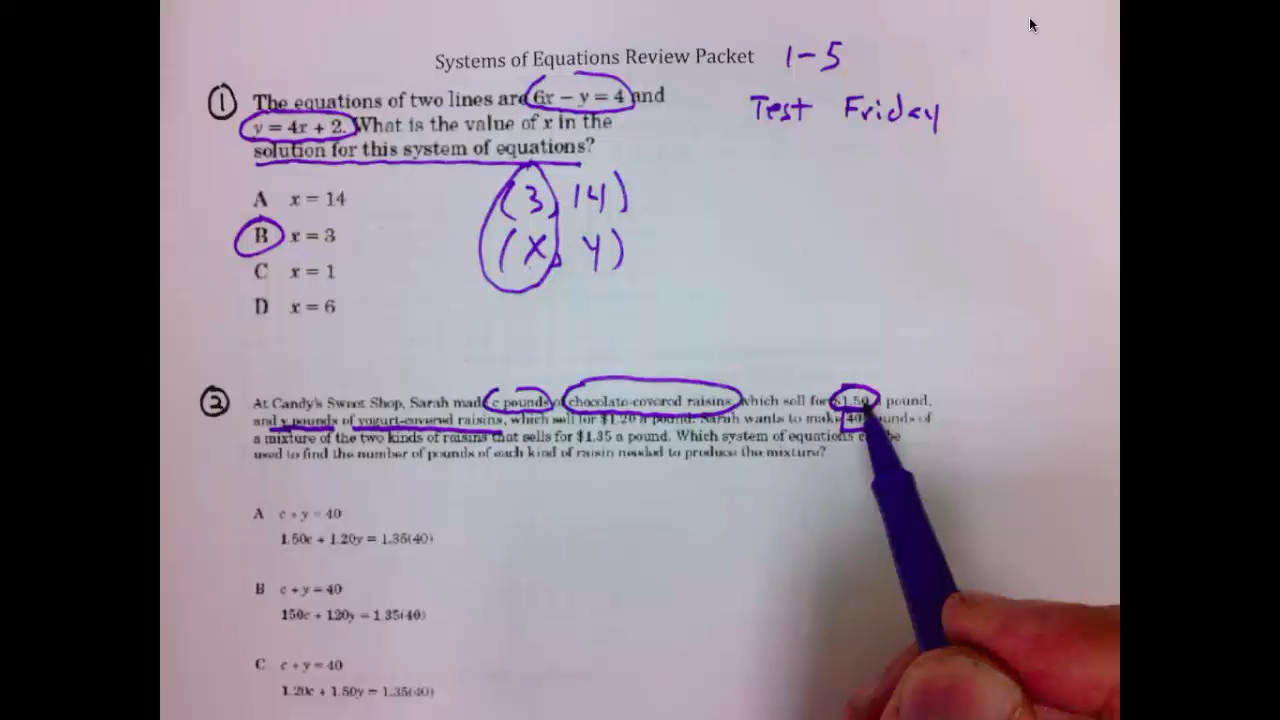 Systems of Equations Review Packet 1-5
Test Friday
1 The equations of two lines are 6x − y = 4 and
y = 4x + 2. What is the value of x in the
solution for this system of equations?
A x = 14
B x = 3
C x = 1
D x = 6
(3, 14)
(x, y)
2 At Candy's Sweet Shop, Sarah made c pounds of chocolate-covered raisins, which sell for $1.50 a pound,
and y pounds of yogurt-covered raisins, which sell for $1.20 a pound. Sarah wants to make 40 pounds of
a mixture of the two kinds of raisins that sells for $1.35 a pound. Which system of equations be
used to find the number of pounds of each kind of raisin needed to produce the mixture?
A c + y = 40
1.50c + 1.20y = 1.35(40)
B c + y = 40
150c + 120y = 1.35(40)
C c + y = 40
1.20c + 1.50y = 1.35(40)